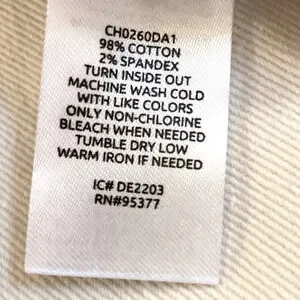 CH0260DA1
98% COTTON
2% SPANDEX
TURN INSIDE OUT
MACHINE WASH COLD
WITH LIKE COLORS
ONLY NON-CHLORINE
BLEACH WHEN NEEDED
TUMBLE DRY LOW
WARM IRON IF NEEDED
IC# DE2203
RN#95377